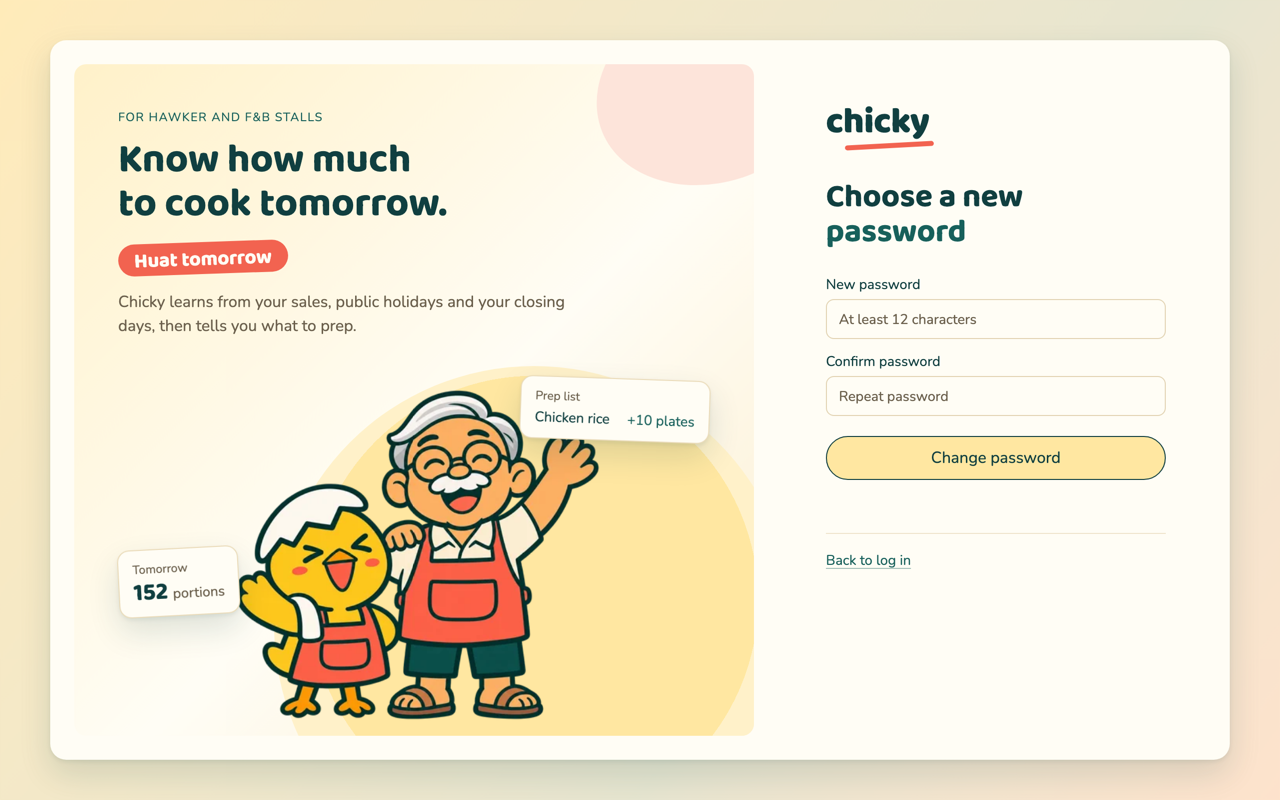 FOR HAWKER AND F&B STALLS
Know how much
to cook tomorrow.
Huat tomorrow
Chicky learns from your sales, public holidays and your closing
days, then tells you what to prep.
Prep list
Chicken rice +10 plates
Tomorrow
152 portions
chicky
Choose a new
password
New password
At least 12 characters
Confirm password
Repeat password
Change password
Back to log in